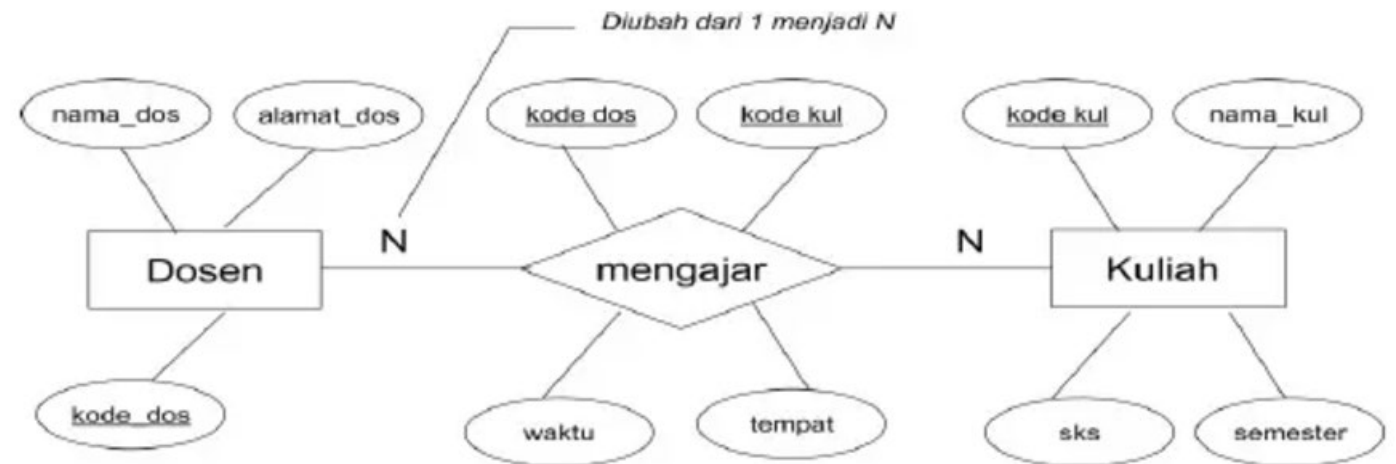 Diubah dari 1 menjadi N
nama_dos
alamat_dos
kode dos
kode kul
kode kul
nama_kul
Dosen
N
mengajar
N
Kuliah
kode_dos
waktu
tempat
sks
semester